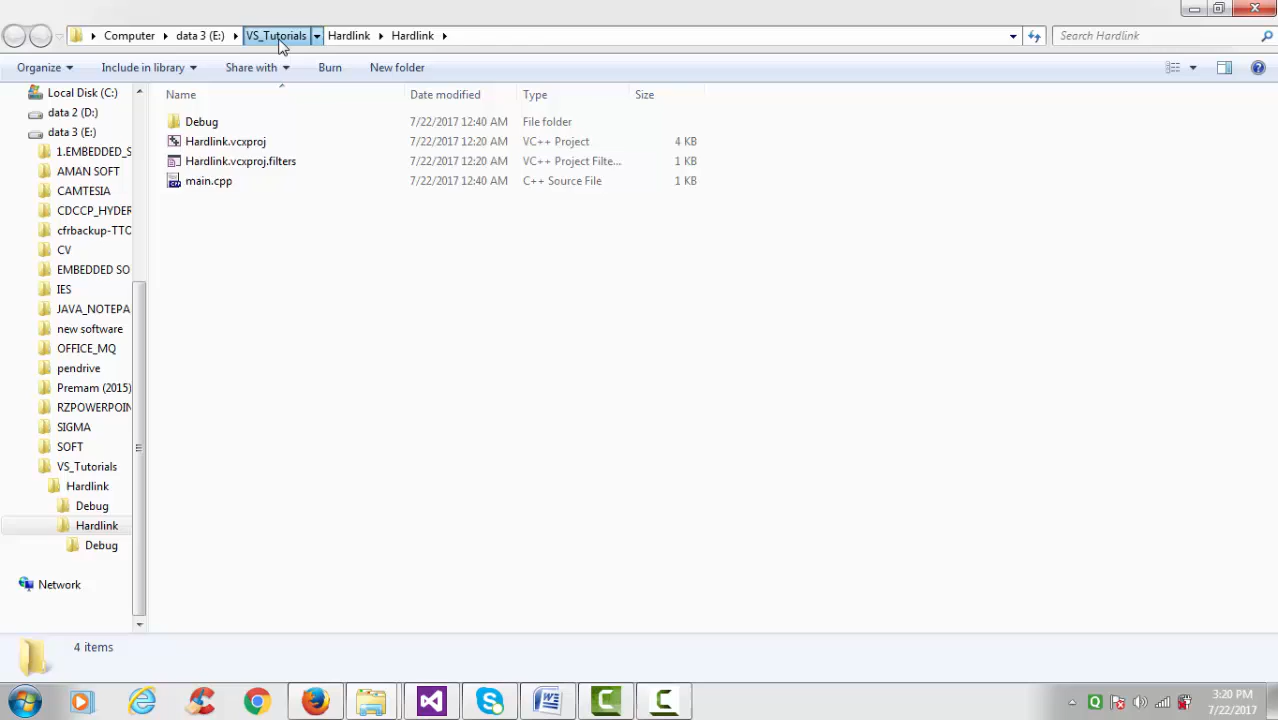 Computer data 3 (E:) VS_Tutorials Hardlink Hardlink Search Hardlink
Organize Include in library Share with Burn New folder
Local Disk (C:)
data 2 (D:)
data 3 (E:)
1.EMBEDDED_S
AMAN SOFT
CAMTESIA
CDCCP_HYDER
cfrbackup-TTO
CV
EMBEDDED SO
IES
JAVA_NOTEPA
new software
OFFICE_MQ
pendrive
Premam (2015)
RZPOWERPOIN
SIGMA
SOFT
VS_Tutorials
Hardlink
Debug
Hardlink
Debug
Network
Name Date modified Type Size
Debug 7/22/2017 12:40 AM File folder
Hardlink.vcxproj 7/22/2017 12:20 AM VC++ Project 4 KB
Hardlink.vcxproj.filters 7/22/2017 12:20 AM VC++ Project Filte... 1 KB
main.cpp 7/22/2017 12:40 AM C++ Source File 1 KB
4 items
3:20 PM
7/22/2017